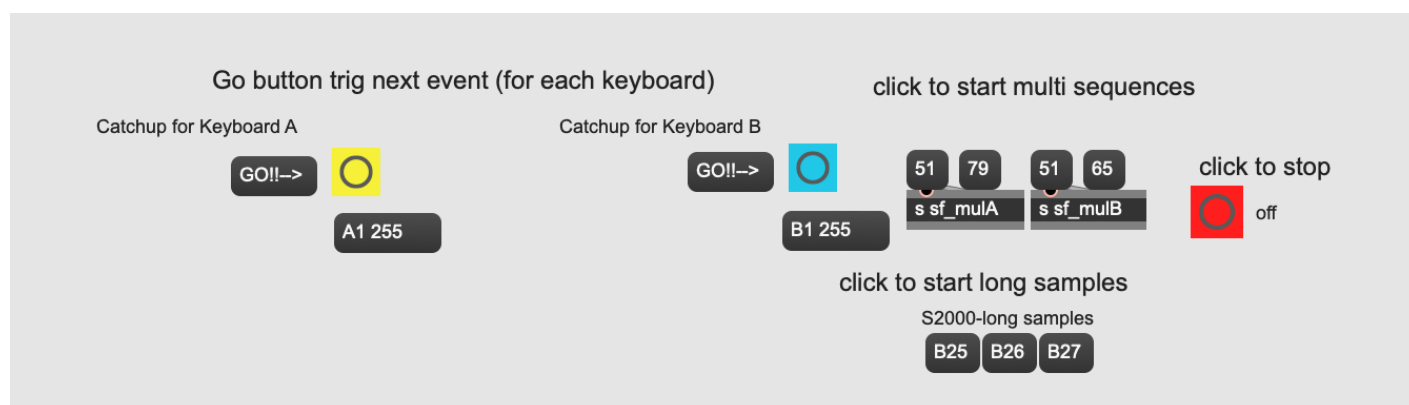 Go button trig next event (for each keyboard)
click to start multi sequences
Catchup for Keyboard A
Catchup for Keyboard B
GO!!-->
GO!!-->
51 79 51 65
click to stop
s sf_mulA
s sf_mulB
off
A1 255
B1 255
click to start long samples
S2000-long samples
B25 B26 B27